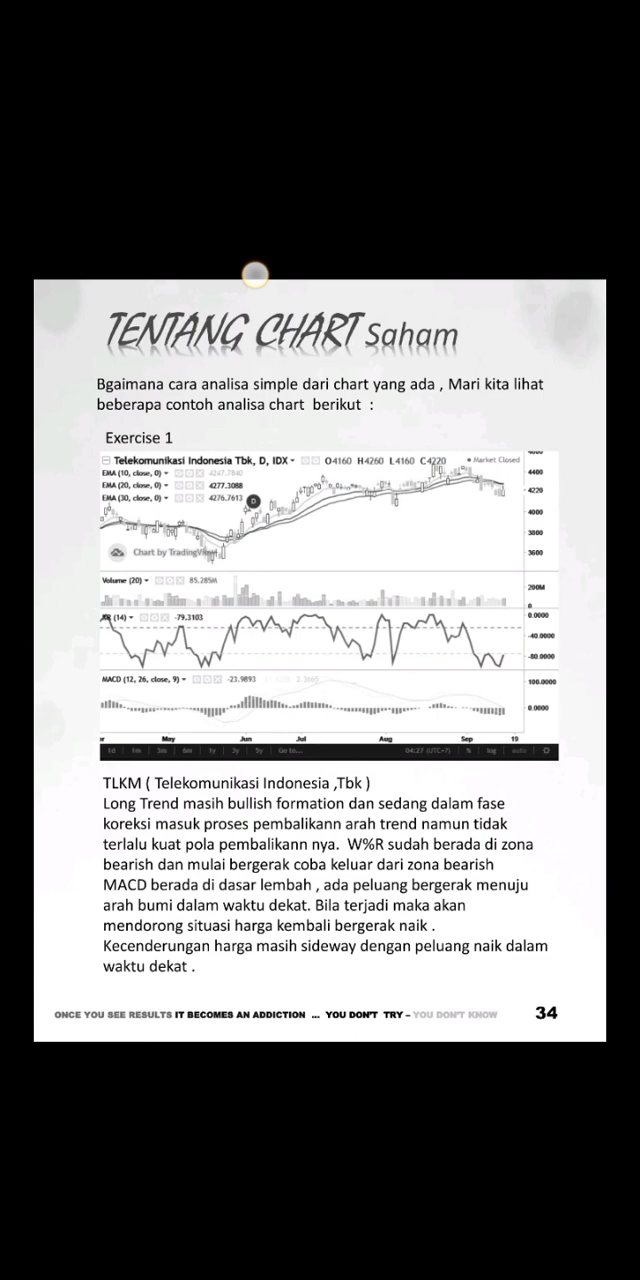 TENTANG CHART Saham
Bgaimana cara analisa simple dari chart yang ada , Mari kita lihat
beberapa contoh analisa chart berikut :
Exercise 1
Telekomunikasi Indonesia Tbk, D, IDX O4160 H4260 L4160 C4220 Market Closed
EMA (10, close, 0) 4247.7840
EMA (20, close, 0) 4277.3088
EMA (30, close, 0) 4276.7613 D
4400
4220
4000
3800
3600
Chart by TradingView
Volume (20) 85.285M
200M
0
%R (14) -79.3103
0.0000
-40.0000
-80.0000
MACD (12, 26, close, 9) -23.9893
100.0000
0.0000
May Jun Jul Aug Sep 19
1d 1m 3m 6m 1y 3y 5y Go to... 04:27 (UTC+7) % log auto
TLKM ( Telekomunikasi Indonesia ,Tbk )
Long Trend masih bullish formation dan sedang dalam fase
koreksi masuk proses pembalikann arah trend namun tidak
terlalu kuat pola pembalikann nya. W%R sudah berada di zona
bearish dan mulai bergerak coba keluar dari zona bearish
MACD berada di dasar lembah , ada peluang bergerak menuju
arah bumi dalam waktu dekat. Bila terjadi maka akan
mendorong situasi harga kembali bergerak naik .
Kecenderungan harga masih sideway dengan peluang naik dalam
waktu dekat .
ONCE YOU SEE RESULTS IT BECOMES AN ADDICTION ... YOU DON'T TRY – YOU DON'T KNOW 34